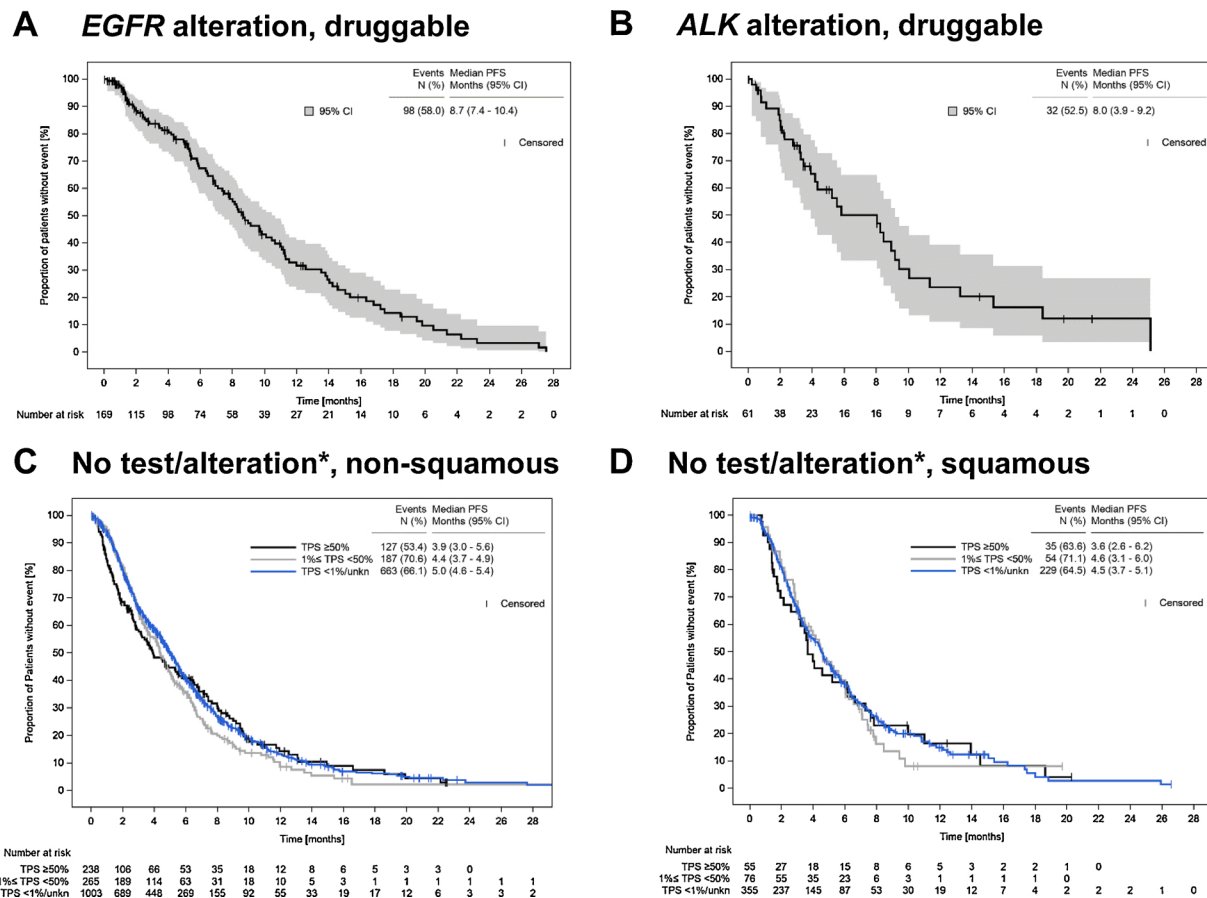 A EGFR alteration, druggable
Proportion of patients without event [%]
100
90
80
70
60
50
40
30
20
10
0
Events Median PFS
N (%) Months (95% CI)
95% CI 98 (58.0) 8.7 (7.4 - 10.4)
Censored
0 2 4 6 8 10 12 14 16 18 20 22 24 26 28
Time [months]
Number at risk 169 115 98 74 58 39 27 21 14 10 6 4 2 2 0
B ALK alteration, druggable
Proportion of patients without event [%]
100
90
80
70
60
50
40
30
20
10
0
Events Median PFS
N (%) Months (95% CI)
95% CI 32 (52.5) 8.0 (3.9 - 9.2)
Censored
0 2 4 6 8 10 12 14 16 18 20 22 24 26 28
Time [months]
Number at risk 61 38 23 16 16 9 7 6 4 4 2 1 1 0
C No test/alteration*, non-squamous
Proportion of Patients without event [%]
100
90
80
70
60
50
40
30
20
10
0
Events Median PFS
N (%) Months (95% CI)
TPS ≥50% 127 (53.4) 3.9 (3.0 - 5.6)
1%≤ TPS <50% 187 (70.6) 4.4 (3.7 - 4.9)
TPS <1%/unkn 663 (66.1) 5.0 (4.6 - 5.4)
Censored
0 2 4 6 8 10 12 14 16 18 20 22 24 26 28
Time [months]
Number at risk
TPS ≥50% 238 106 66 53 35 18 12 8 6 5 3 3 0
1%≤ TPS <50% 265 189 114 63 31 18 10 5 3 1 1 1 1 1 1
TPS <1%/unkn 1003 689 448 269 155 92 55 33 19 17 12 6 3 3 2
D No test/alteration*, squamous
Proportion of Patients without event [%]
100
90
80
70
60
50
40
30
20
10
0
Events Median PFS
N (%) Months (95% CI)
TPS ≥50% 35 (63.6) 3.6 (2.6 - 6.2)
1%≤ TPS <50% 54 (71.1) 4.6 (3.1 - 6.0)
TPS <1%/unkn 229 (64.5) 4.5 (3.7 - 5.1)
Censored
0 2 4 6 8 10 12 14 16 18 20 22 24 26 28
Time [months]
Number at risk
TPS ≥50% 55 27 18 15 8 6 5 3 2 2 1 0
1%≤ TPS <50% 76 55 35 23 6 3 1 1 1 1 0
TPS <1%/unkn 355 237 145 87 53 30 19 12 7 4 2 2 2 1 0